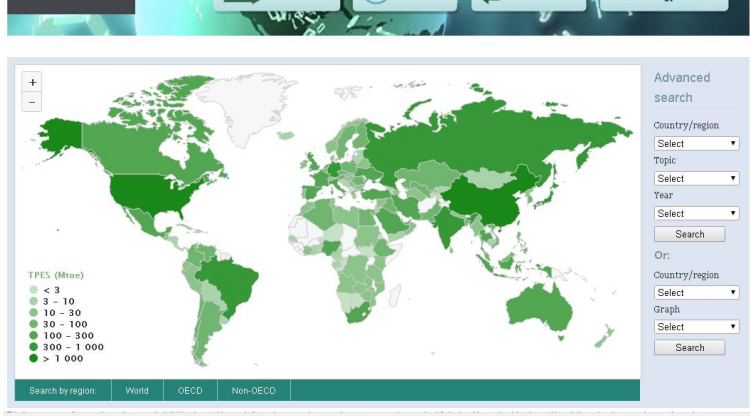 +
−
Advanced
search
Country/region
Select
Topic
Select
Year
Select
Search
Or:
Country/region
Select
Graph
Select
Search
TPES (Mtoe)
< 3
3 – 10
10 – 30
30 – 100
100 – 300
300 – 1 000
> 1 000
Search by region:
World
OECD
Non-OECD